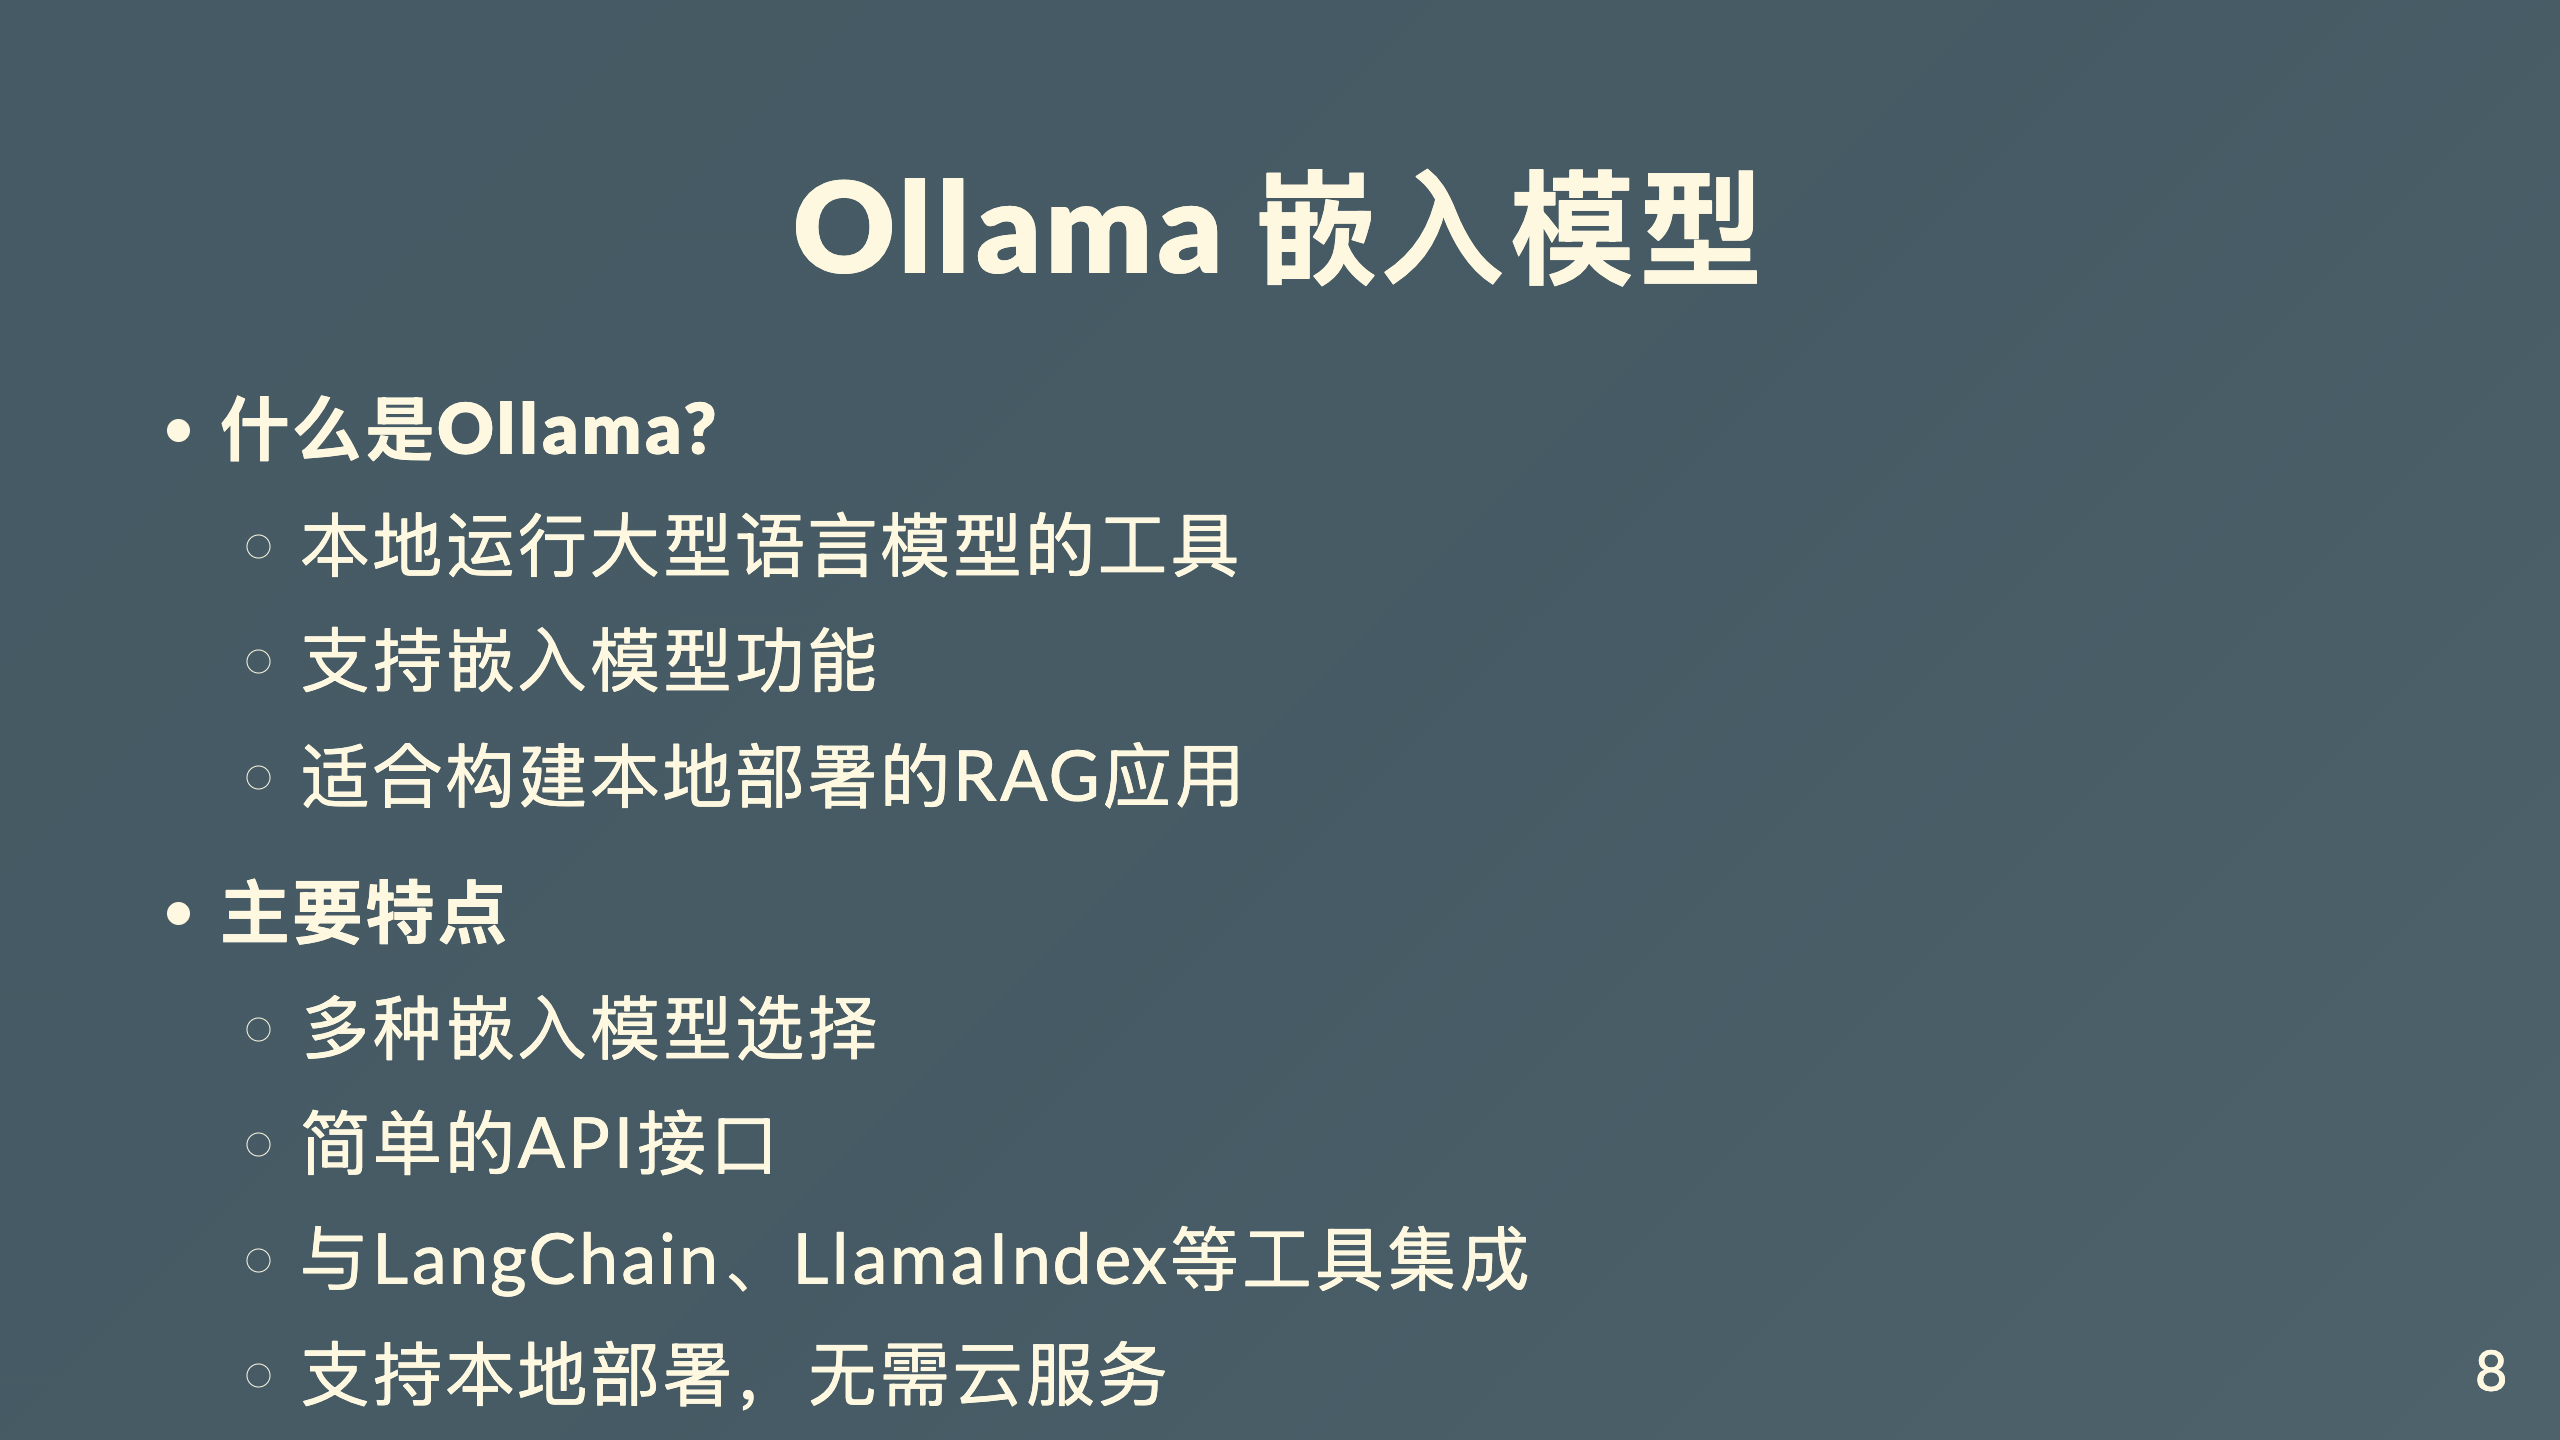 Ollama 嵌入模型
什么是Ollama?
本地运行大型语言模型的工具
支持嵌入模型功能
适合构建本地部署的RAG应用
主要特点
多种嵌入模型选择
简单的API接口
与LangChain、LlamaIndex等工具集成
支持本地部署，无需云服务
8